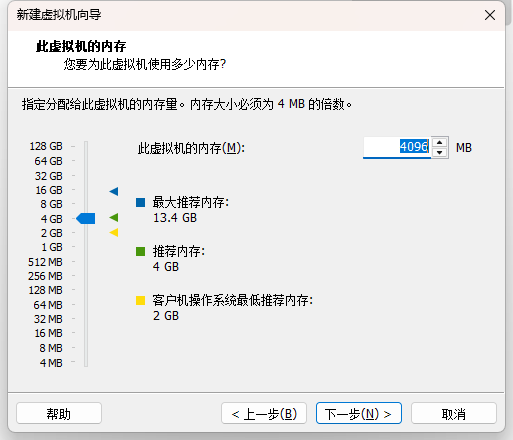 新建虚拟机向导
此虚拟机的内存
您要为此虚拟机使用多少内存?
指定分配给此虚拟机的内存量。内存大小必须为 4 MB 的倍数。
128 GB
64 GB
32 GB
16 GB
8 GB
4 GB
2 GB
1 GB
512 MB
256 MB
128 MB
64 MB
32 MB
16 MB
8 MB
4 MB
此虚拟机的内存(M): 4096 MB
最大推荐内存:
13.4 GB
推荐内存:
4 GB
客户机操作系统最低推荐内存:
2 GB
帮助 < 上一步(B) 下一步(N) > 取消